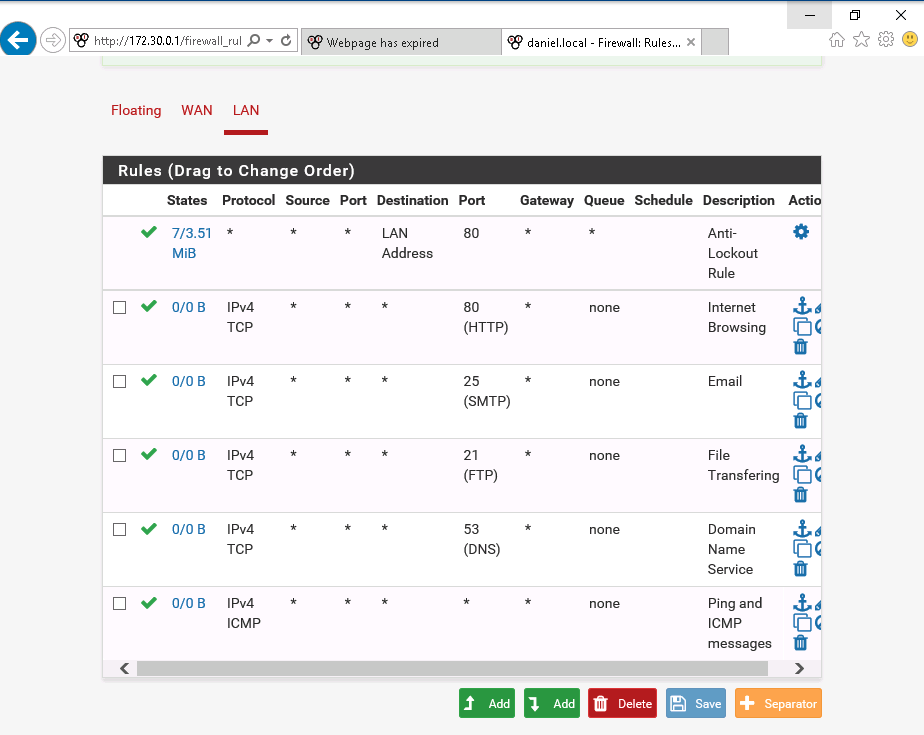 http://172.30.0.1/firewall_rul
Webpage has expired
daniel.local - Firewall: Rules...
Floating WAN LAN
Rules (Drag to Change Order)
States Protocol Source Port Destination Port Gateway Queue Schedule Description Actio
7/3.51 * * * LAN 80 * * Anti-
MiB Address Lockout
Rule
0/0 B IPv4 * * * 80 * none Internet
TCP (HTTP) Browsing
0/0 B IPv4 * * * 25 * none Email
TCP (SMTP)
0/0 B IPv4 * * * 21 * none File
TCP (FTP) Transfering
0/0 B IPv4 * * * 53 * none Domain
TCP (DNS) Name
Service
0/0 B IPv4 * * * * * none Ping and
ICMP ICMP
messages
Add Add Delete Save Separator